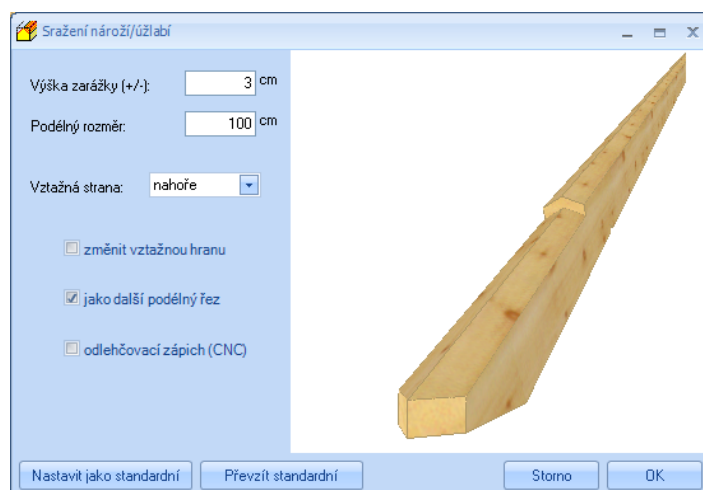 Sražení nároží/úžlabí
Výška zarážky (+/-): 3 cm
Podélný rozměr: 100 cm
Vztažná strana: nahoře
změnit vztažnou hranu
jako další podélný řez
odlehčovací zápich (CNC)
Nastavit jako standardní Převzít standardní Storno OK